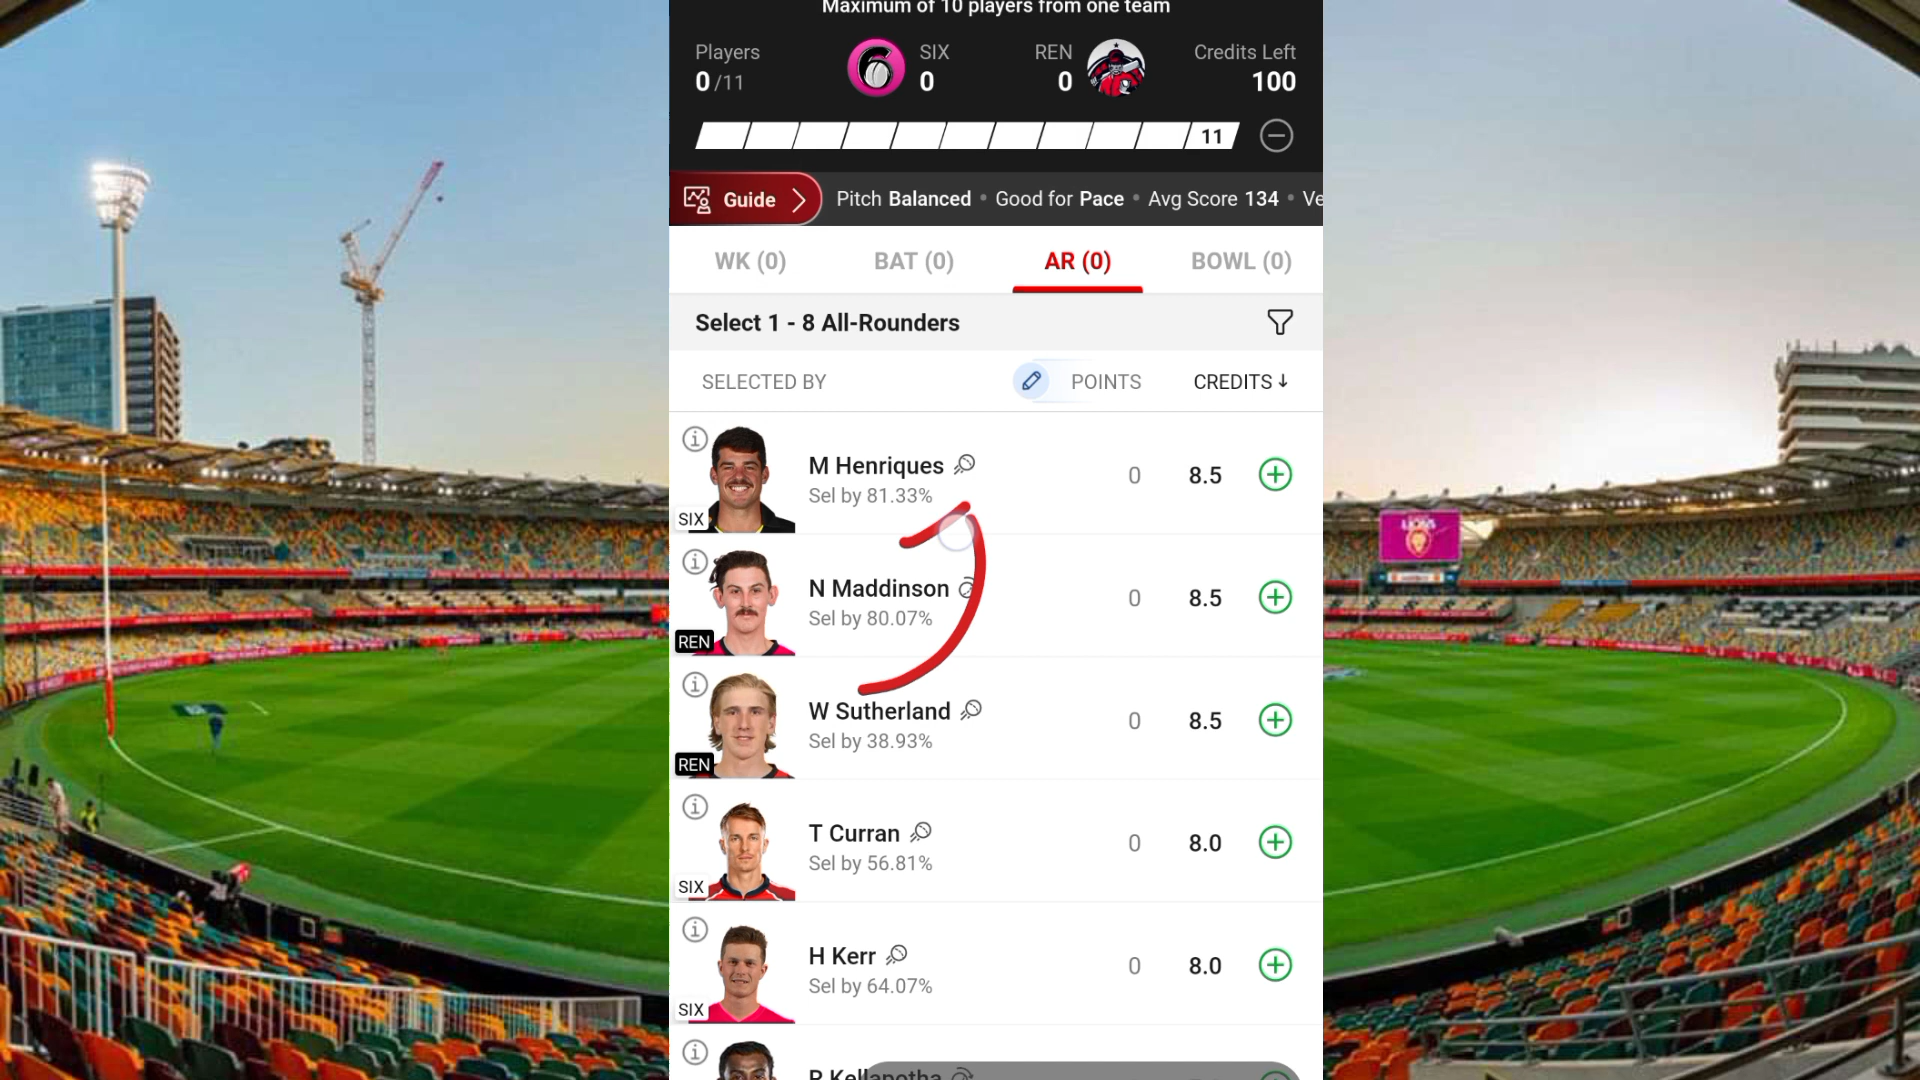 Maximum of 10 players from one team
Players
0/11
SIX
0
REN
0
Credits Left
100
11
Guide
Pitch Balanced • Good for Pace • Avg Score 134 • Ve
WK (0)
BAT (0)
AR (0)
BOWL (0)
Select 1 - 8 All-Rounders
SELECTED BY
POINTS
CREDITS↓
M Henriques
Sel by 81.33%
0
8.5
SIX
N Maddinson
Sel by 80.07%
0
8.5
REN
W Sutherland
Sel by 38.93%
0
8.5
REN
T Curran
Sel by 56.81%
0
8.0
SIX
H Kerr
Sel by 64.07%
0
8.0
SIX
LIONS